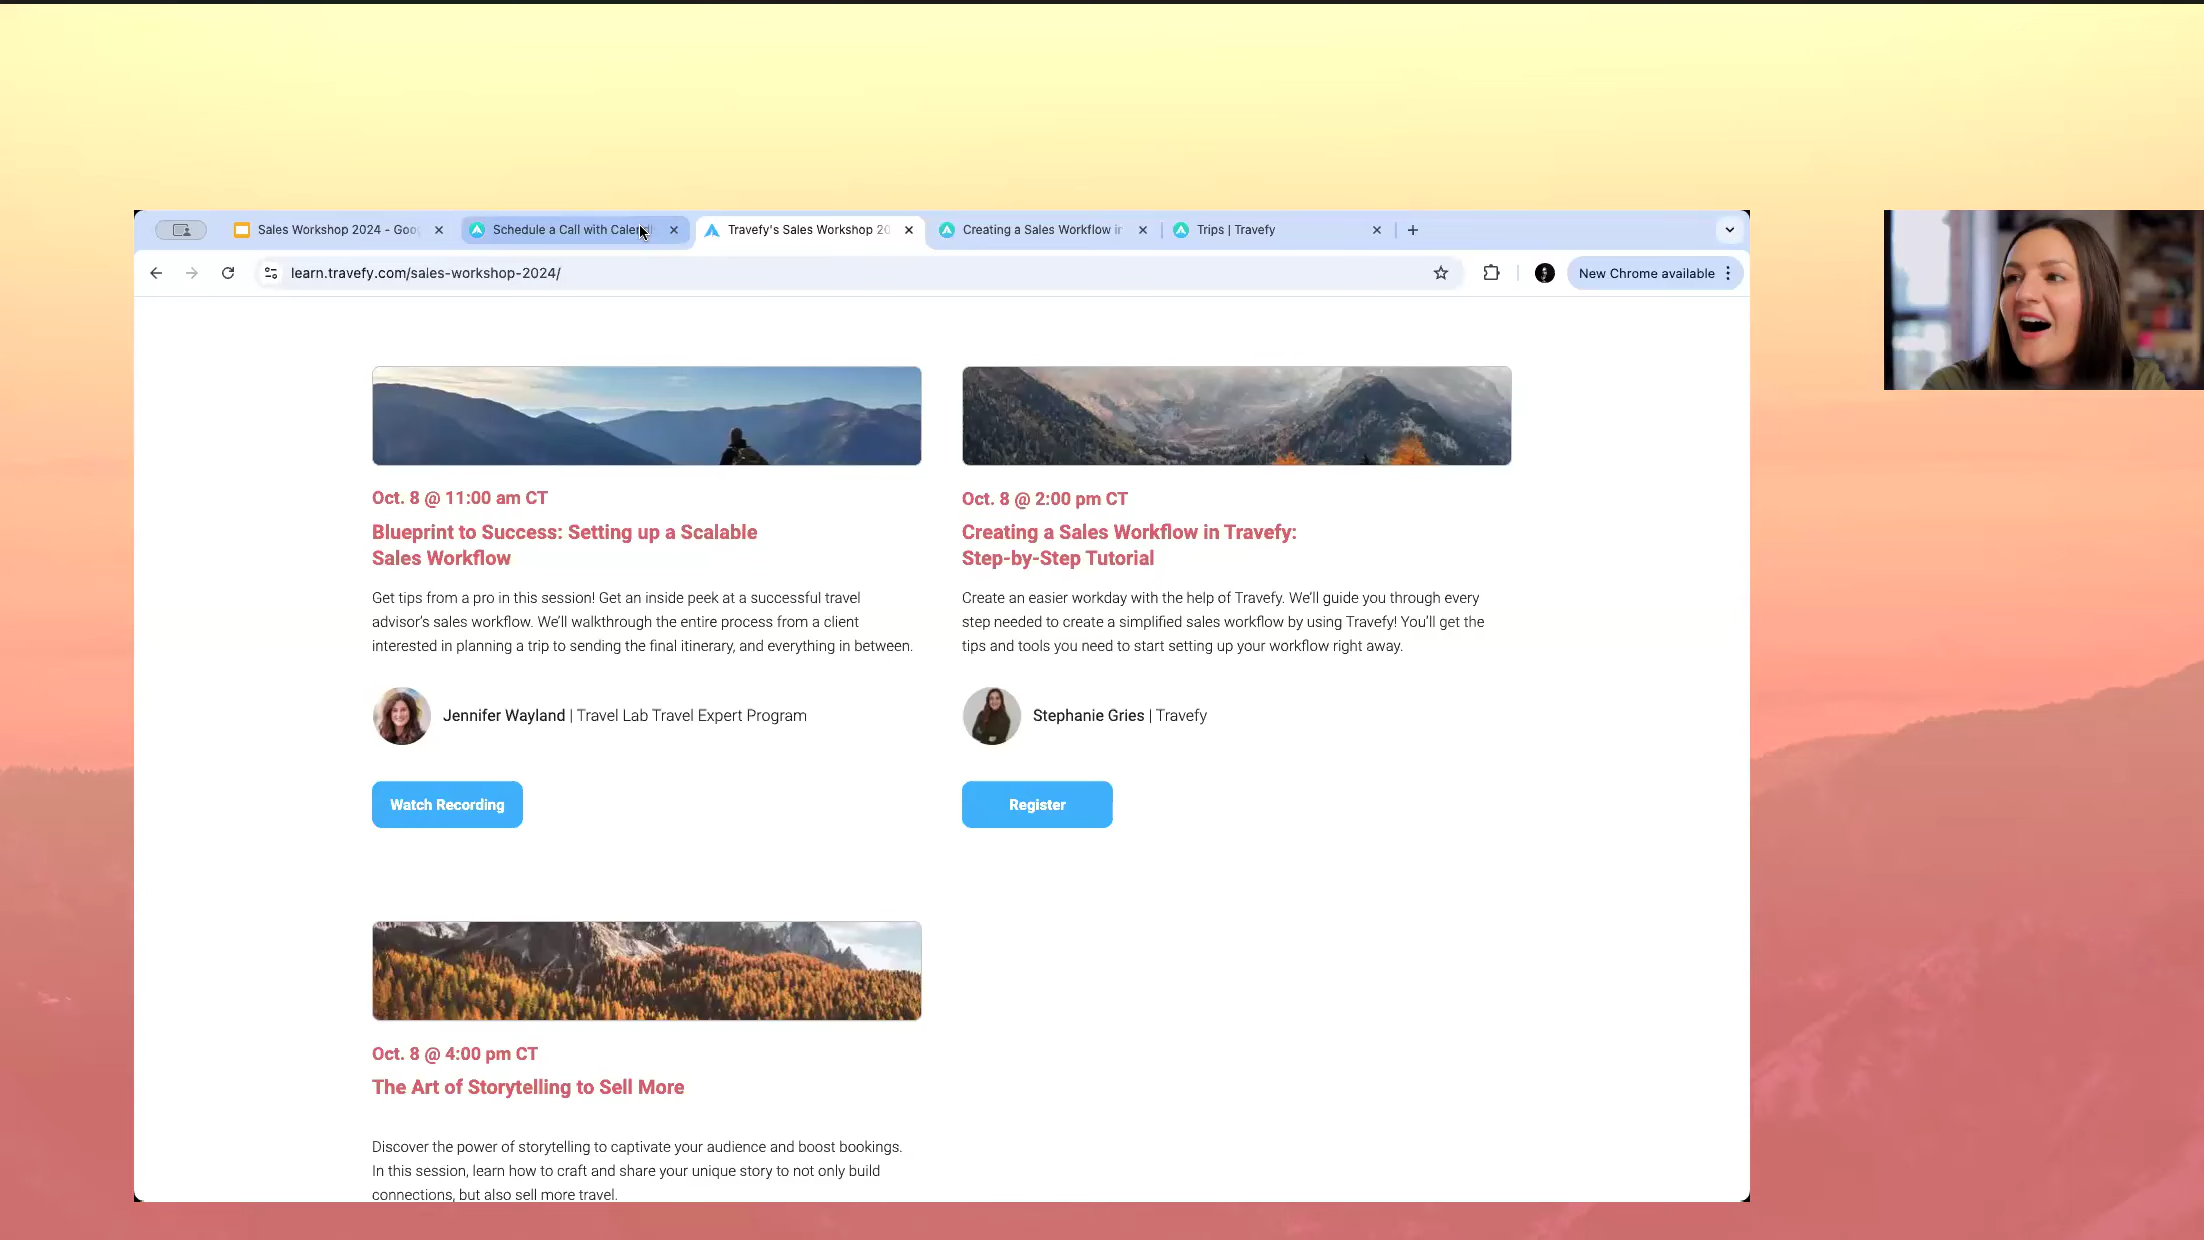 Sales Workshop 2024 - Goo
Schedule a Call with Calen
Travefy's Sales Workshop 20
Creating a Sales Workflow in
Trips | Travefy
learn.travefy.com/sales-workshop-2024/
New Chrome available
Oct. 8 @ 11:00 am CT
Blueprint to Success: Setting up a Scalable
Sales Workflow
Get tips from a pro in this session! Get an inside peek at a successful travel
advisor's sales workflow. We'll walkthrough the entire process from a client
interested in planning a trip to sending the final itinerary, and everything in between.
Jennifer Wayland | Travel Lab Travel Expert Program
Watch Recording
Oct. 8 @ 2:00 pm CT
Creating a Sales Workflow in Travefy:
Step-by-Step Tutorial
Create an easier workday with the help of Travefy. We'll guide you through every
step needed to create a simplified sales workflow by using Travefy! You'll get the
tips and tools you need to start setting up your workflow right away.
Stephanie Gries | Travefy
Register
Oct. 8 @ 4:00 pm CT
The Art of Storytelling to Sell More
Discover the power of storytelling to captivate your audience and boost bookings.
In this session, learn how to craft and share your unique story to not only build
connections, but also sell more travel.